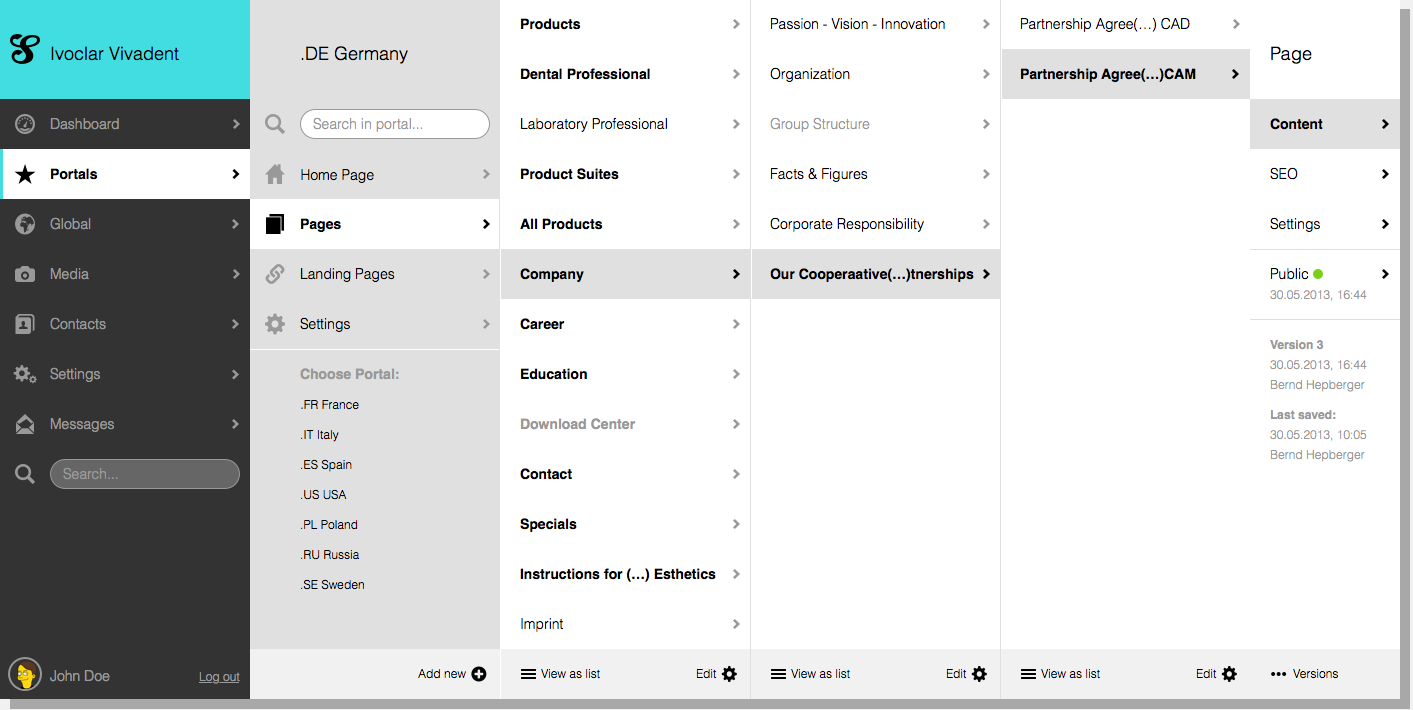 Ivoclar Vivadent
Dashboard
Portals
Global
Media
Contacts
Settings
Messages
Search...
John Doe
Log out
.DE Germany
Search in portal...
Home Page
Pages
Landing Pages
Settings
Choose Portal:
.FR France
.IT Italy
.ES Spain
.US USA
.PL Poland
.RU Russia
.SE Sweden
Add new
Products
Dental Professional
Laboratory Professional
Product Suites
All Products
Company
Career
Education
Download Center
Contact
Specials
Instructions for (...) Esthetics
Imprint
View as list
Edit
Passion - Vision - Innovation
Organization
Group Structure
Facts & Figures
Corporate Responsibility
Our Cooperaative(...)tnerships
View as list
Edit
Partnership Agree(...) CAD
Partnership Agree(...)CAM
View as list
Edit
Page
Content
SEO
Settings
Public
30.05.2013, 16:44
Version 3
30.05.2013, 16:44
Bernd Hepberger
Last saved:
30.05.2013, 10:05
Bernd Hepberger
Versions